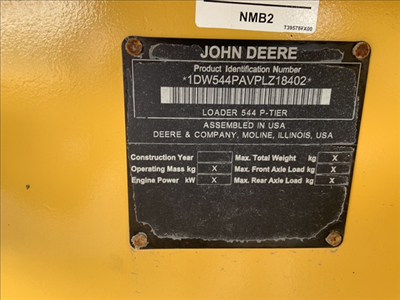 NMB2
JOHN DEERE
Product Identification Number
*1DW544PAVPLZ18402*
LOADER 544 P-TIER
ASSEMBLED IN USA
DEERE & COMPANY, MOLINE, ILLINOIS, USA
Construction Year Max. Total Weight kg X
Operating Mass kg X Max. Front Axle Load kg X
Engine Power kW X Max. Rear Axle Load kg X